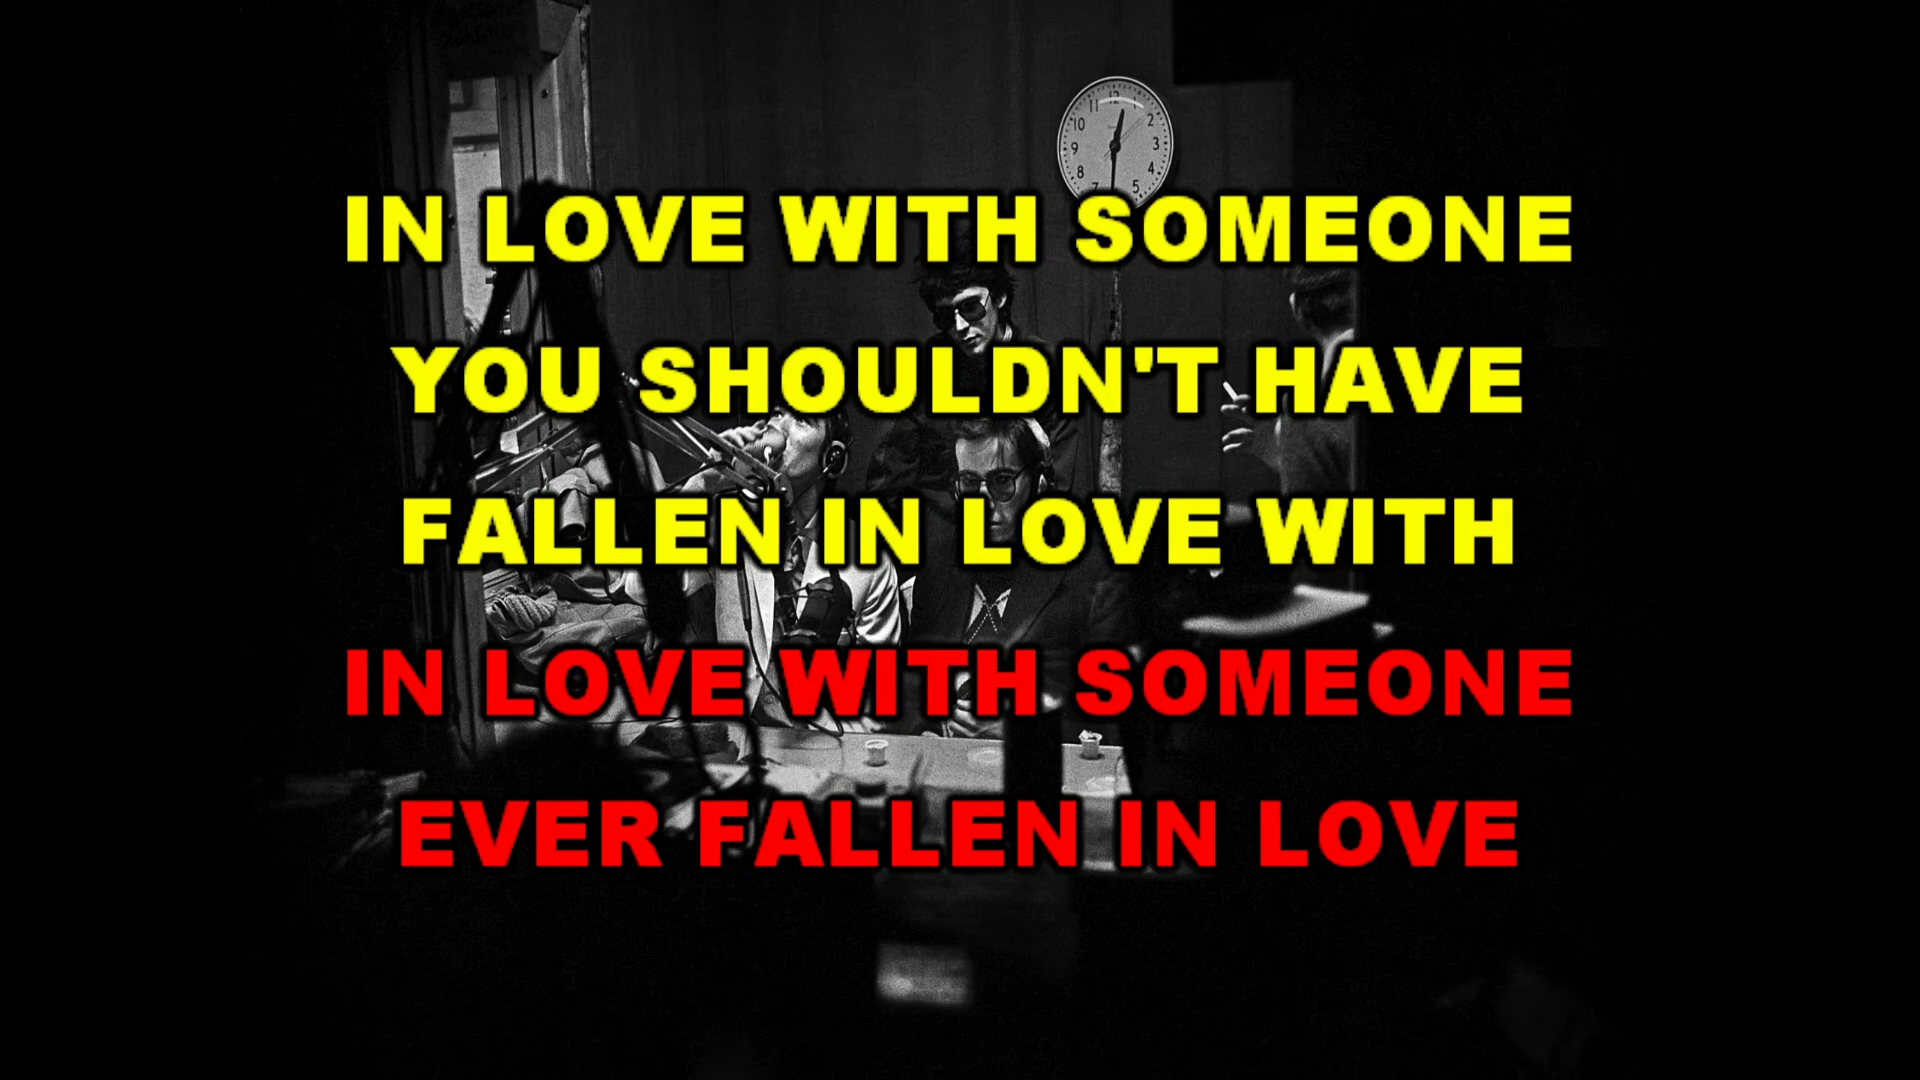 IN LOVE WITH SOMEONE
YOU SHOULDN'T HAVE
FALLEN IN LOVE WITH
IN LOVE WITH SOMEONE
EVER FALLEN IN LOVE